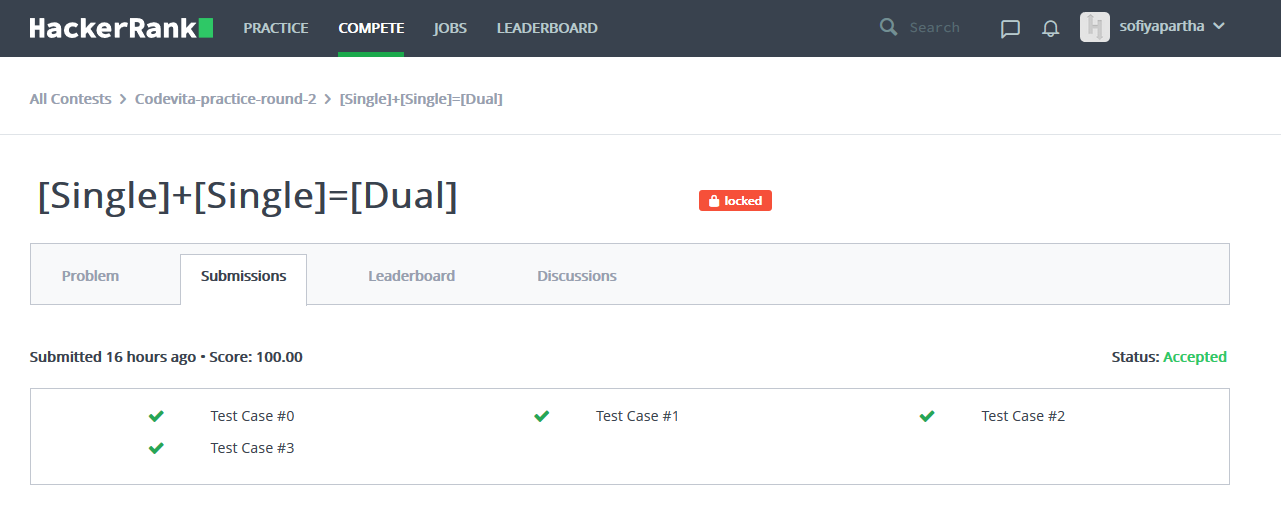 HackerRank PRACTICE COMPETE JOBS LEADERBOARD Search sofiyapartha
All Contests > Codevita-practice-round-2 > [Single]+[Single]=[Dual]
[Single]+[Single]=[Dual] locked
Problem Submissions Leaderboard Discussions
Submitted 16 hours ago • Score: 100.00 Status: Accepted
Test Case #0 Test Case #1 Test Case #2
Test Case #3